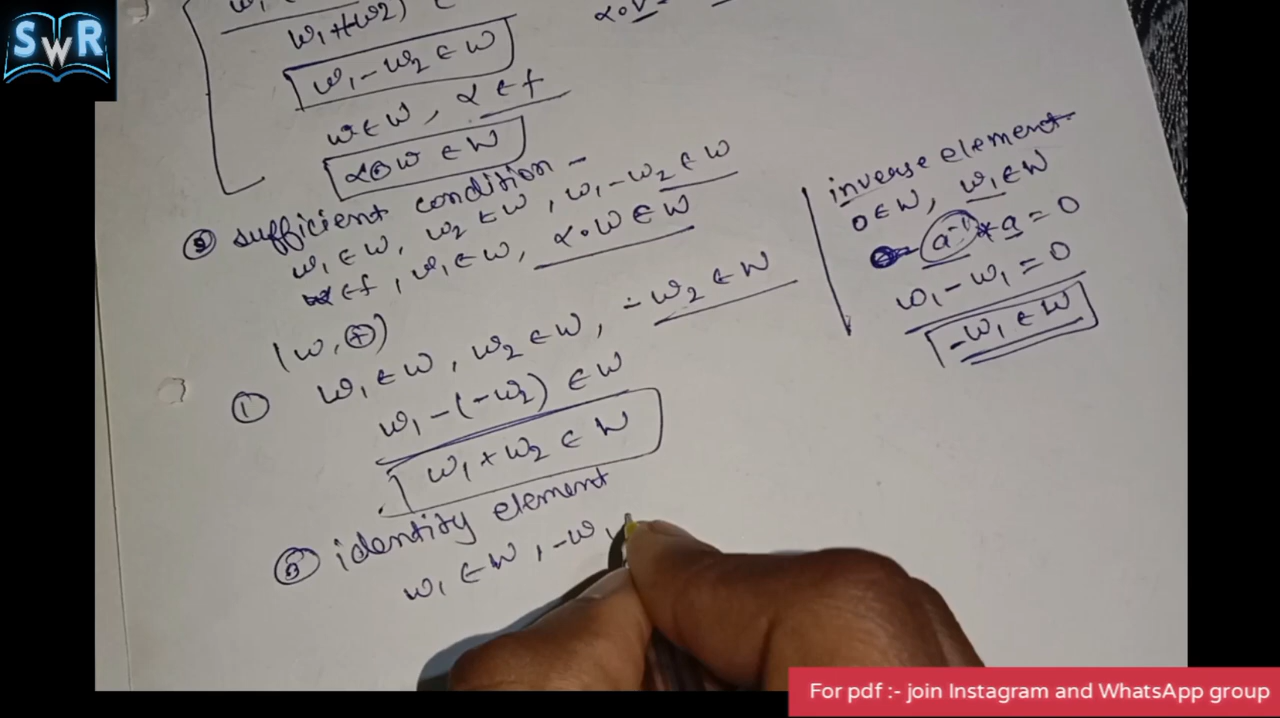 SWR
w₁ + w₂)
w₁ - w₂ ∈ W
w ∈ W, α ∈ f
α⊙w ∈ W
② sufficient condition -
w₁ ∈ W, w₂ ∈ W, w₁ - w₂ ∈ W
∈ f, w₁ ∈ W, α•W ∈ W
(W, ⊕)
① w₁ ∈ W, w₂ ∈ W, -w₂ ∈ W
w₁ - (-w₂) ∈ W
w₁ + w₂ ∈ W
identity element
w₁ ∈ W, -w₁
inverse element
0 ∈ W, w₁ ∈ W
a⁻¹ * a = 0
w₁ - w₁ = 0
-w₁ ∈ W
For pdf :- join Instagram and WhatsApp group